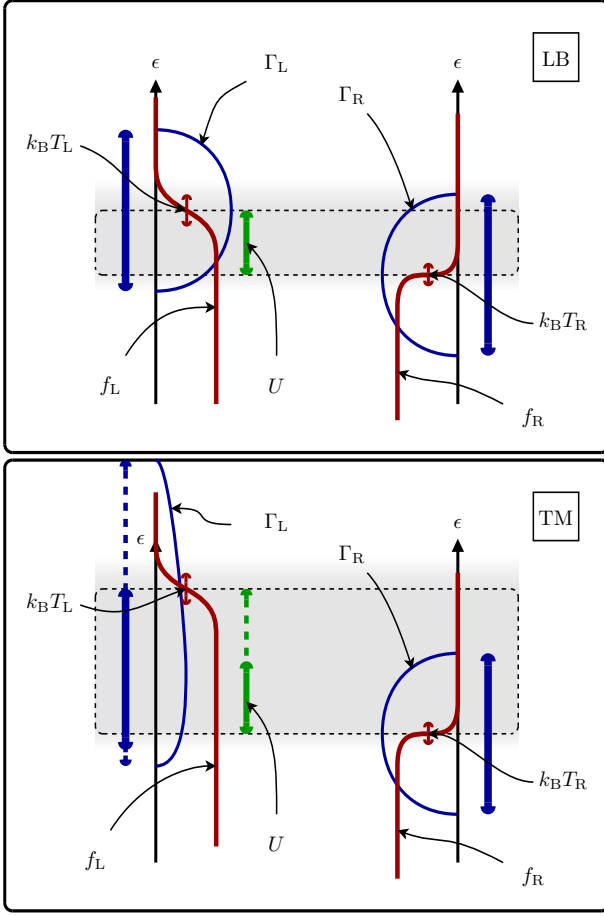 LB
ϵ
Γ_L
ϵ
Γ_R
k_BT_L
k_BT_R
f_L
U
f_R
TM
Γ_L
ϵ
ϵ
Γ_R
k_BT_L
k_BT_R
U
f_L
f_R